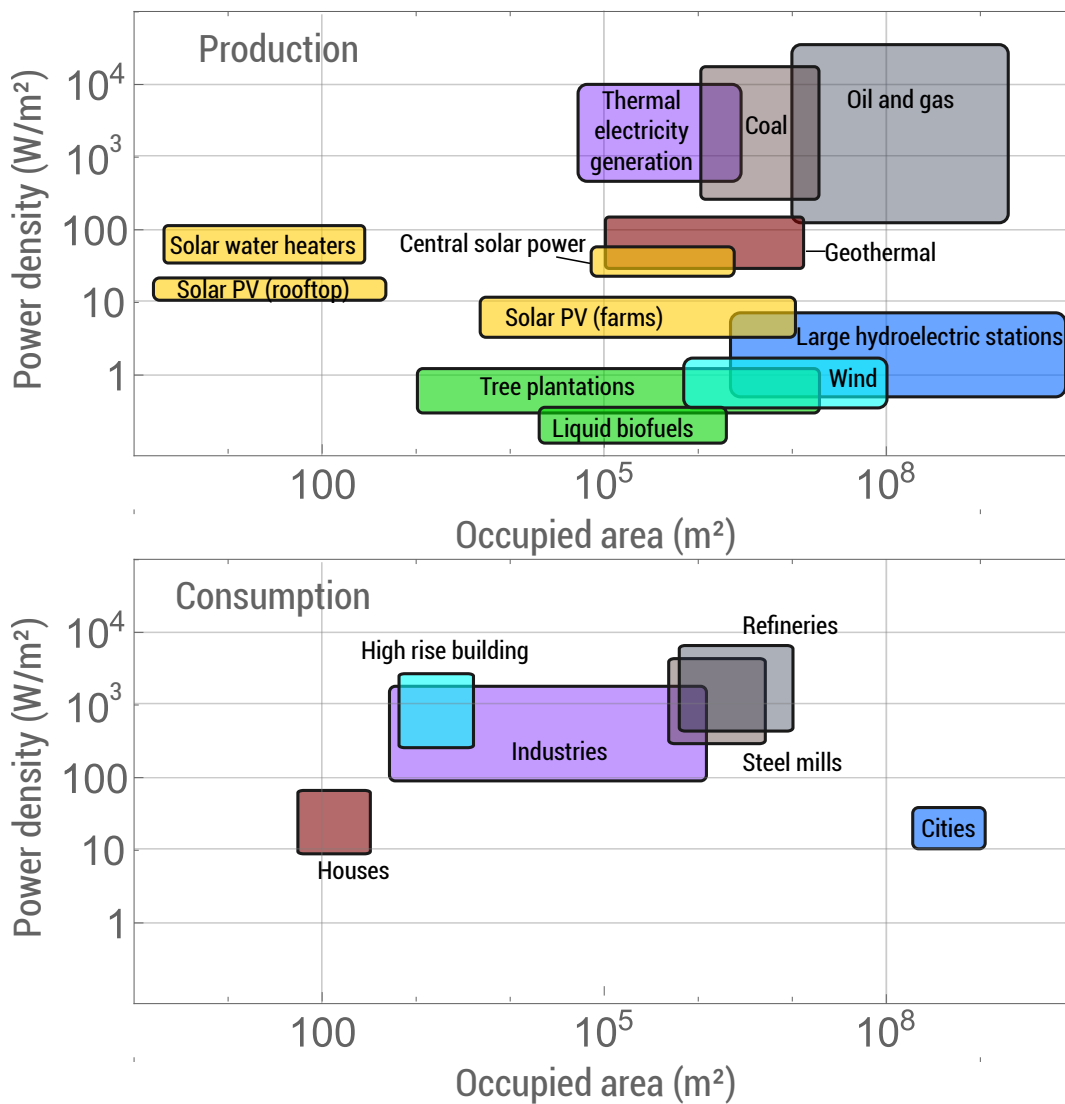 Production
Power density (W/m²)
10⁴
10³
100
10
1
Thermal
electricity
generation
Coal
Oil and gas
Solar water heaters
Central solar power
Geothermal
Solar PV (rooftop)
Solar PV (farms)
Large hydroelectric stations
Tree plantations
Wind
Liquid biofuels
100
10⁵
10⁸
Occupied area (m²)
Consumption
Power density (W/m²)
10⁴
10³
100
10
1
Refineries
High rise building
Industries
Steel mills
Houses
Cities
100
10⁵
10⁸
Occupied area (m²)